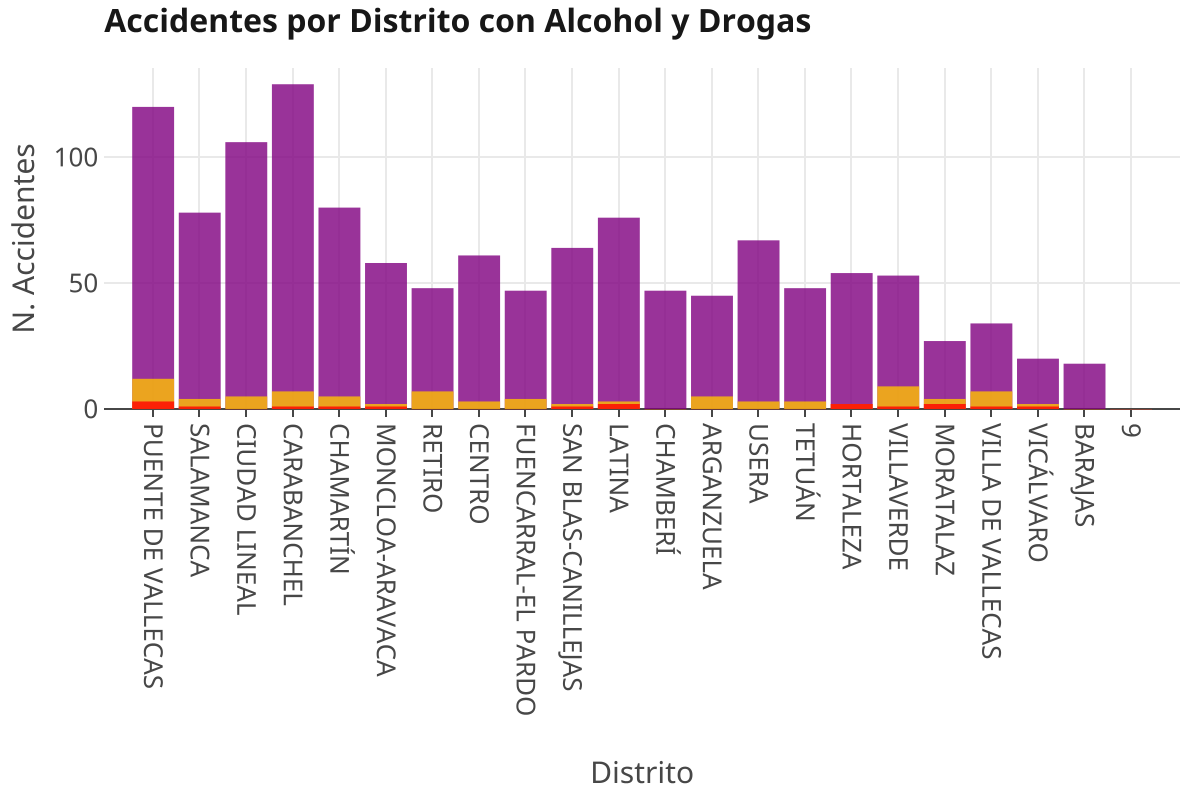 Accidentes por Distrito con Alcohol y Drogas
N. Accidentes
100
50
0
PUENTE DE VALLECAS
SALAMANCA
CIUDAD LINEAL
CARABANCHEL
CHAMARTÍN
MONCLOA-ARAVACA
RETIRO
CENTRO
FUENCARRAL-EL PARDO
SAN BLAS-CANILLEJAS
LATINA
CHAMBERÍ
ARGANZUELA
USERA
TETUÁN
HORTALEZA
VILLAVERDE
MORATALAZ
VILLA DE VALLECAS
VICÁLVARO
BARAJAS
9
Distrito